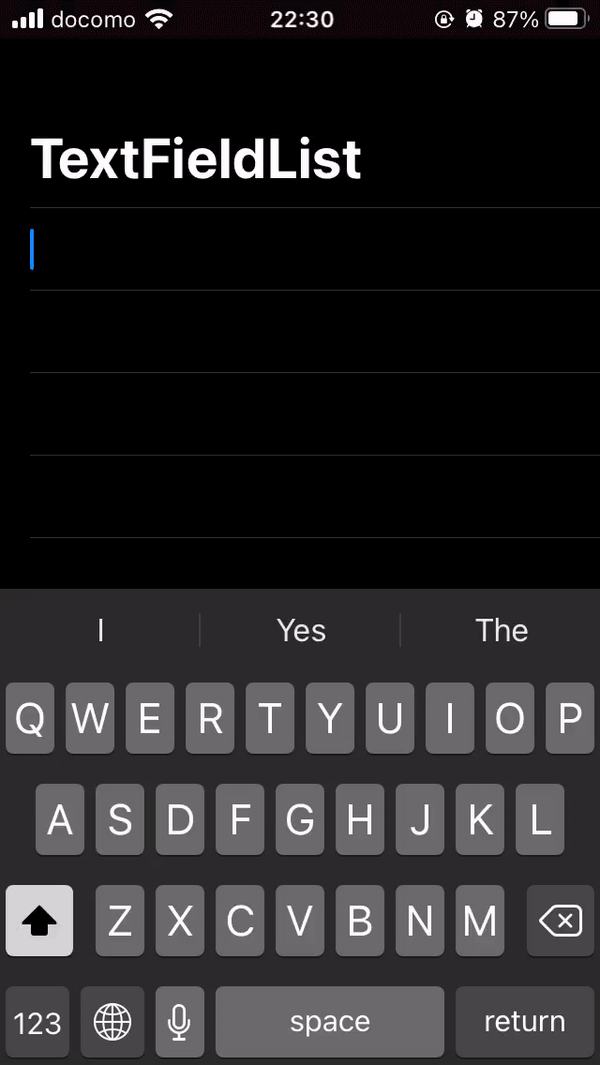 docomo 22:30 87%
TextFieldList
I Yes The
Q W E R T Y U I O P
A S D F G H J K L
Z X C V B N M
123 space return